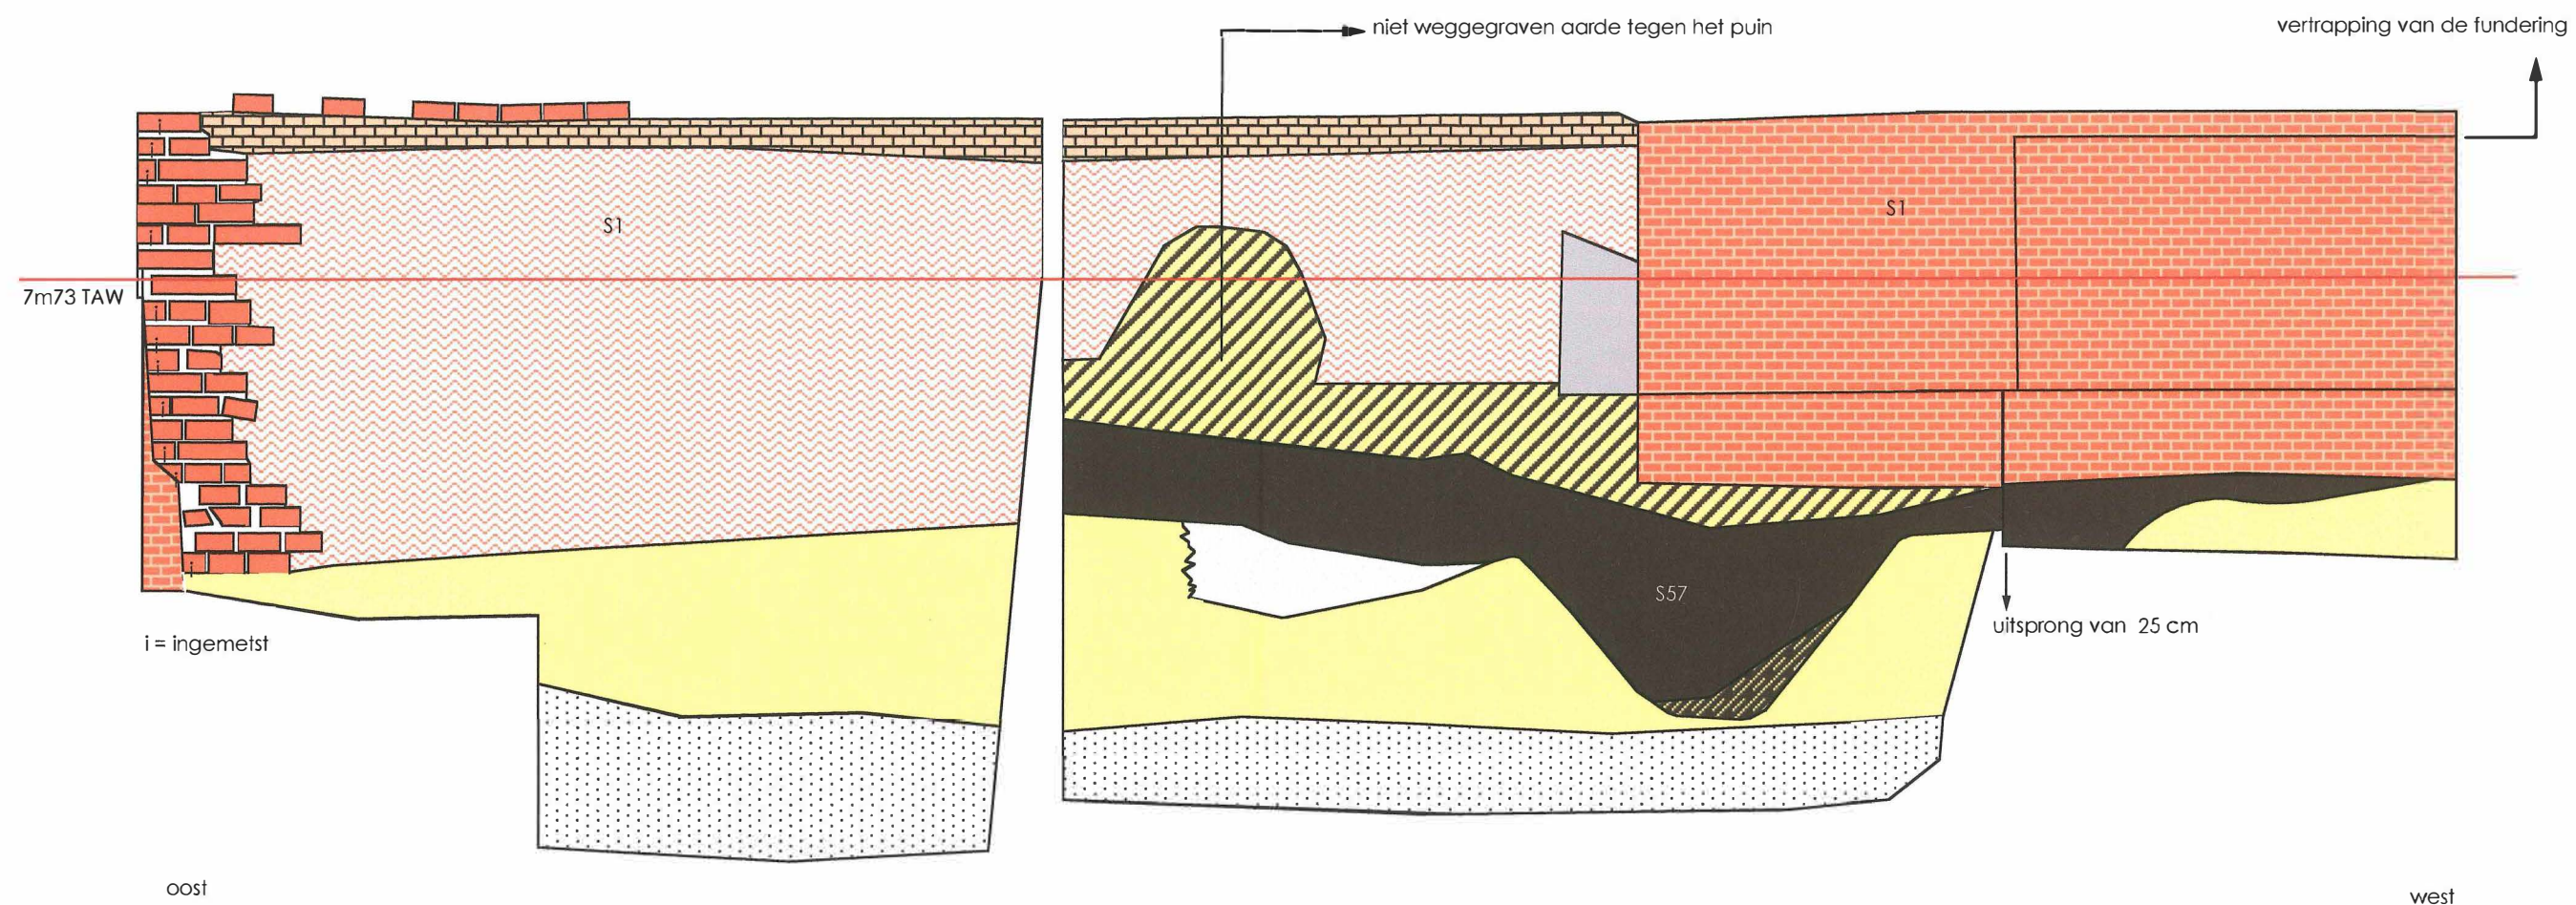 niet weggegraven aarde tegen het puin
vertrapping van de fundering
S1
S1
7m73 TAW
S57
uitsprong van 25 cm
i = ingemetst
oost
west